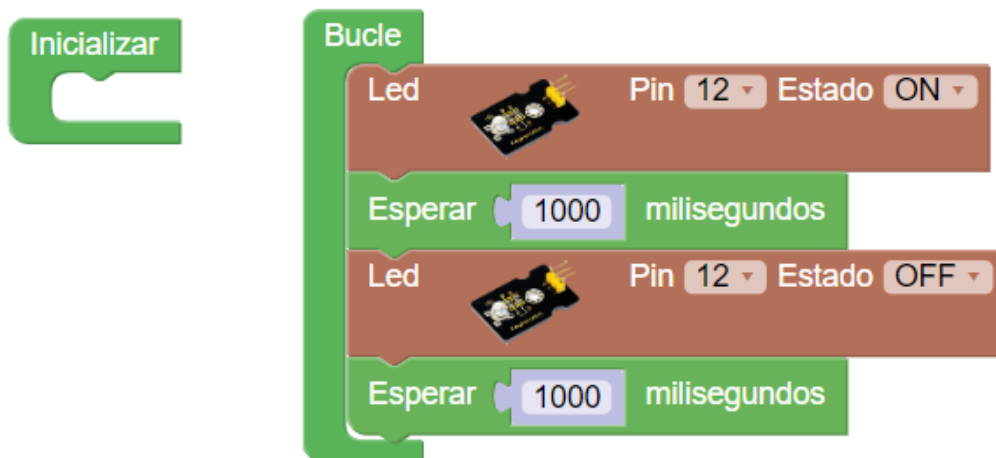 Inicializar
Bucle
Led Pin 12 Estado ON
Esperar 1000 milisegundos
Led Pin 12 Estado OFF
Esperar 1000 milisegundos